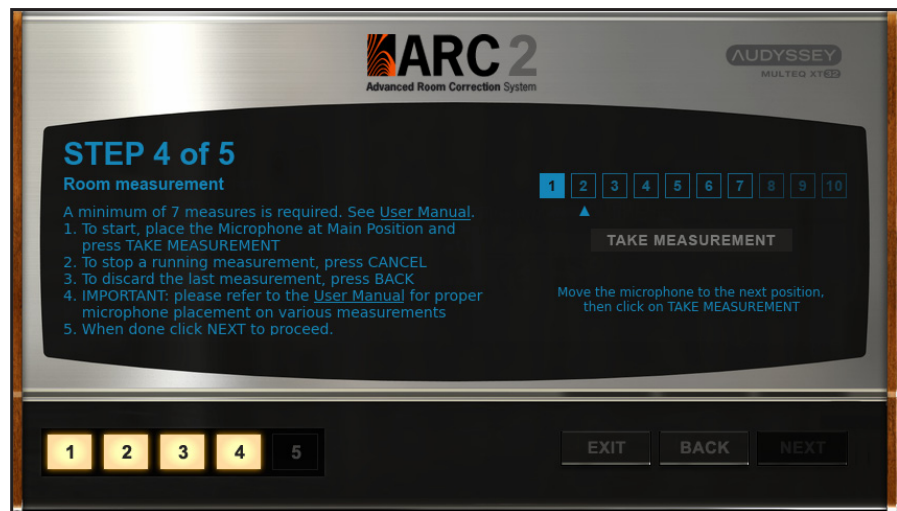 ARC 2
Advanced Room Correction System
AUDYSSEY
MULTEQ XT32
STEP 4 of 5
Room measurement
A minimum of 7 measures is required. See User Manual.
1. To start, place the Microphone at Main Position and
press TAKE MEASUREMENT
2. To stop a running measurement, press CANCEL
3. To discard the last measurement, press BACK
4. IMPORTANT: please refer to the User Manual for proper
microphone placement on various measurements
5. When done click NEXT to proceed.
1 2 3 4 5 6 7 8 9 10
TAKE MEASUREMENT
Move the microphone to the next position,
then click on TAKE MEASUREMENT
1 2 3 4 5
EXIT BACK NEXT